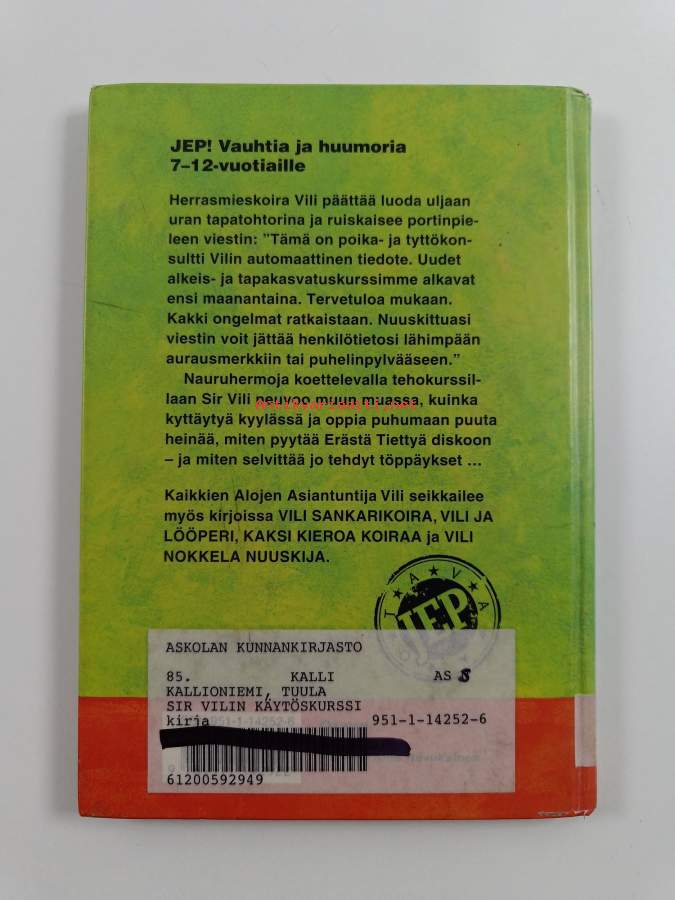 JEP! Vauhtia ja huumoria
7–12-vuotiaille
Herrasmieskoira Vili päättää luoda uljaan
uran tapatohtorina ja ruiskaisee portinpie-
leen viestin: ”Tämä on poika- ja tyttökon-
sultti Vilin automaattinen tiedote. Uudet
alkeis- ja tapakasvatuskurssimme alkavat
ensi maanantaina. Tervetuloa mukaan.
Kakki ongelmat ratkaistaan. Nuuskittuasi
viestin voit jättää henkilötietosi lähimpään
aurausmerkkiin tai puhelinpylvääseen.”
Nauruhermoja koettelevalla tehokurssil-
laan Sir Vili neuvoo muun muassa, kuinka
kyttäytyä kyylässä ja oppia puhumaan puuta
heinää, miten pyytää Erästä Tiettyä diskoon
– ja miten selvittää jo tehdyt töppäykset ...
Kaikkien Alojen Asiantuntija Vili seikkailee
myös kirjoissa VILI SANKARIKOIRA, VILI JA
LÖÖPERI, KAKSI KIEROA KOIRAA ja VILI
NOKKELA NUUSKIJA.
OTAVA
JEP
ASKOLAN KUNNANKIRJASTO
85. KALLI AS S
KALLIONIEMI, TUULA
SIR VILIN KÄYTÖSKURSSI
kirja 951-1-14252-6
61200592949